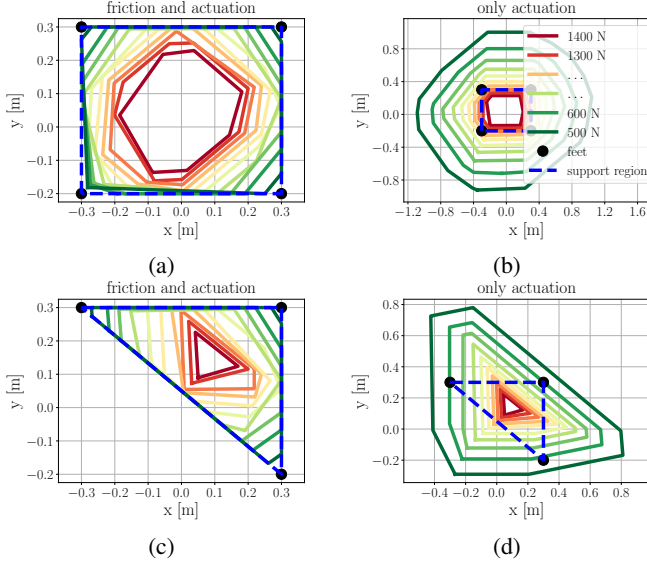 friction and actuation
0.3
0.2
0.1
0.0
−0.1
−0.2
y [m]
−0.3 −0.2 −0.1 0.0 0.1 0.2 0.3
x [m]
(a)
only actuation
1400 N
1300 N
. . .
. . .
600 N
500 N
feet
support region
0.8
0.4
0.0
−0.4
−0.8
y [m]
−1.2 −0.8 −0.4 0.0 0.4 0.8 1.2 1.6
x [m]
(b)
friction and actuation
0.3
0.2
0.1
0.0
−0.1
−0.2
y [m]
−0.3 −0.2 −0.1 0.0 0.1 0.2 0.3
x [m]
(c)
only actuation
0.8
0.6
0.4
0.2
0.0
−0.2
y [m]
−0.4 −0.2 0.0 0.2 0.4 0.6 0.8
x [m]
(d)